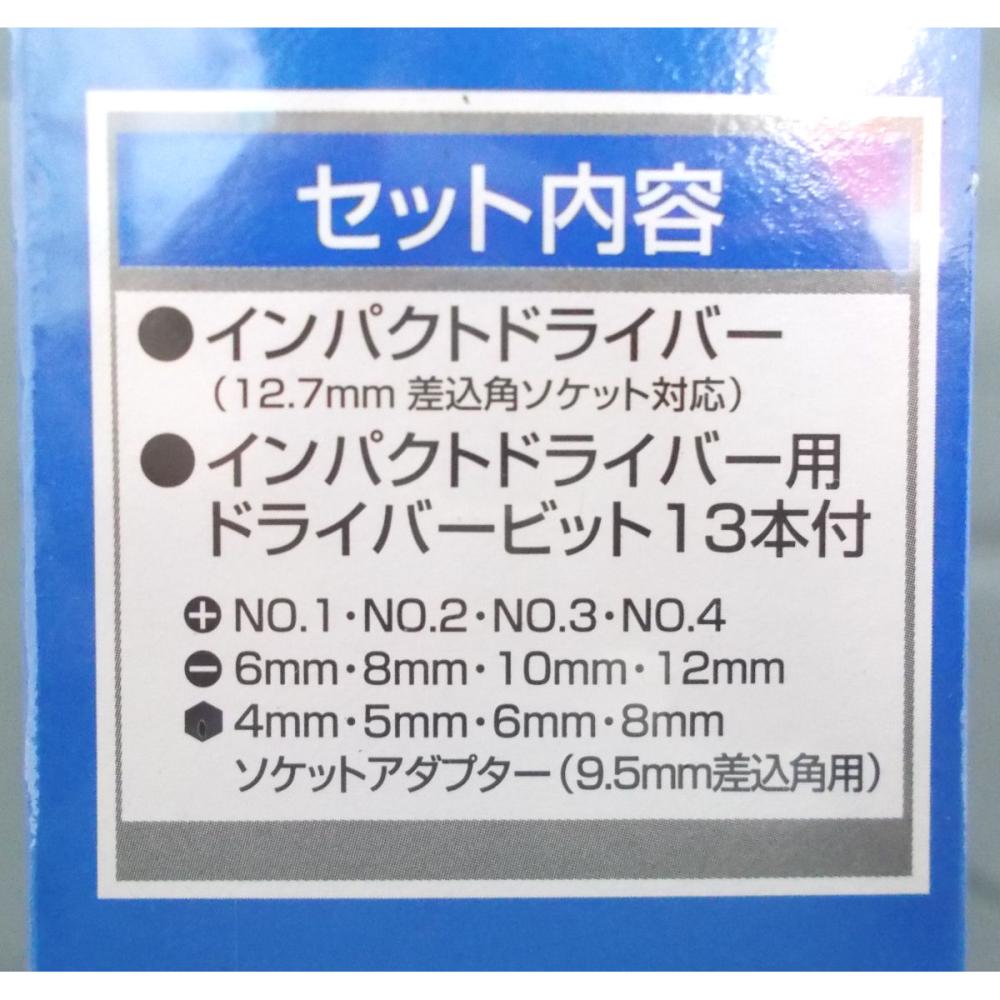 セット内容
●インパクトドライバー
（12.7mm 差込角ソケット対応）
●インパクトドライバー用
ドライバービット13本付
⊕NO.1・NO.2・NO.3・NO.4
⊖6mm・8mm・10mm・12mm
⬢4mm・5mm・6mm・8mm
ソケットアダプター（9.5mm差込角用）